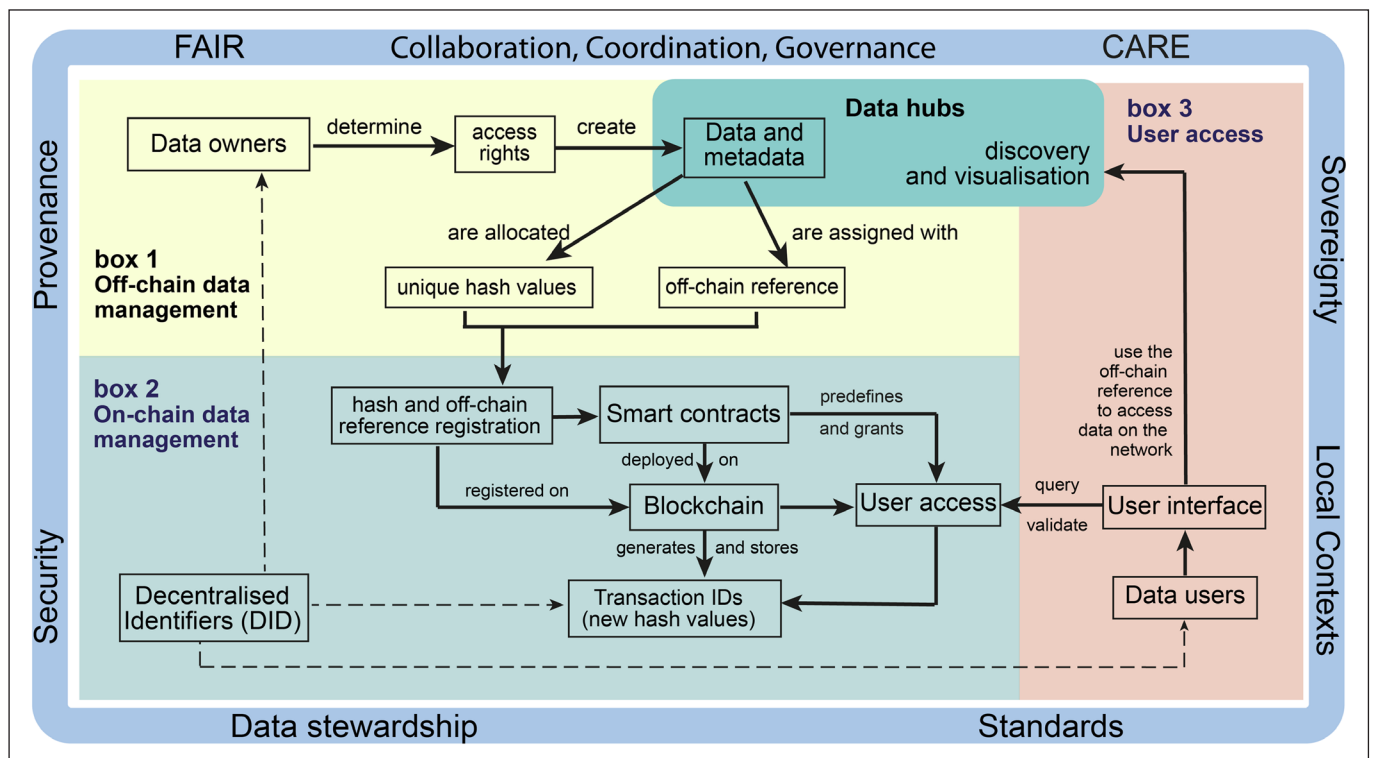 FAIR
Collaboration, Coordination, Governance
CARE
Provenance
Security
Sovereignty
Local Contexts
Data stewardship
Standards
box 1
Off-chain data
management
Data owners
determine
access
rights
create
Data hubs
Data and
metadata
discovery
and visualisation
are allocated
are assigned with
unique hash values
off-chain reference
box 2
On-chain data
management
hash and off-chain
reference registration
Smart contracts
predefines
and grants
deployed on
registered on
Blockchain
User access
generates and stores
Decentralised
Identifiers (DID)
Transaction IDs
(new hash values)
box 3
User access
use the
off-chain
reference
to access
data on the
network
query
validate
User interface
Data users